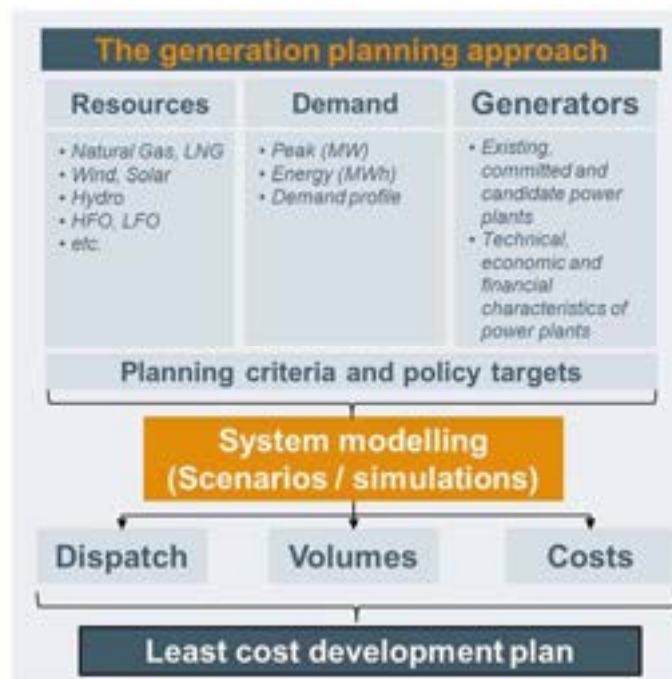 The generation planning approach
Resources
• Natural Gas, LNG
• Wind, Solar
• Hydro
• HFO, LFO
• etc.
Demand
• Peak (MW)
• Energy (MWh)
• Demand profile
Generators
• Existing,
committed and
candidate power
plants
• Technical,
economic and
financial
characteristics of
power plants
Planning criteria and policy targets
System modelling
(Scenarios / simulations)
Dispatch
Volumes
Costs
Least cost development plan